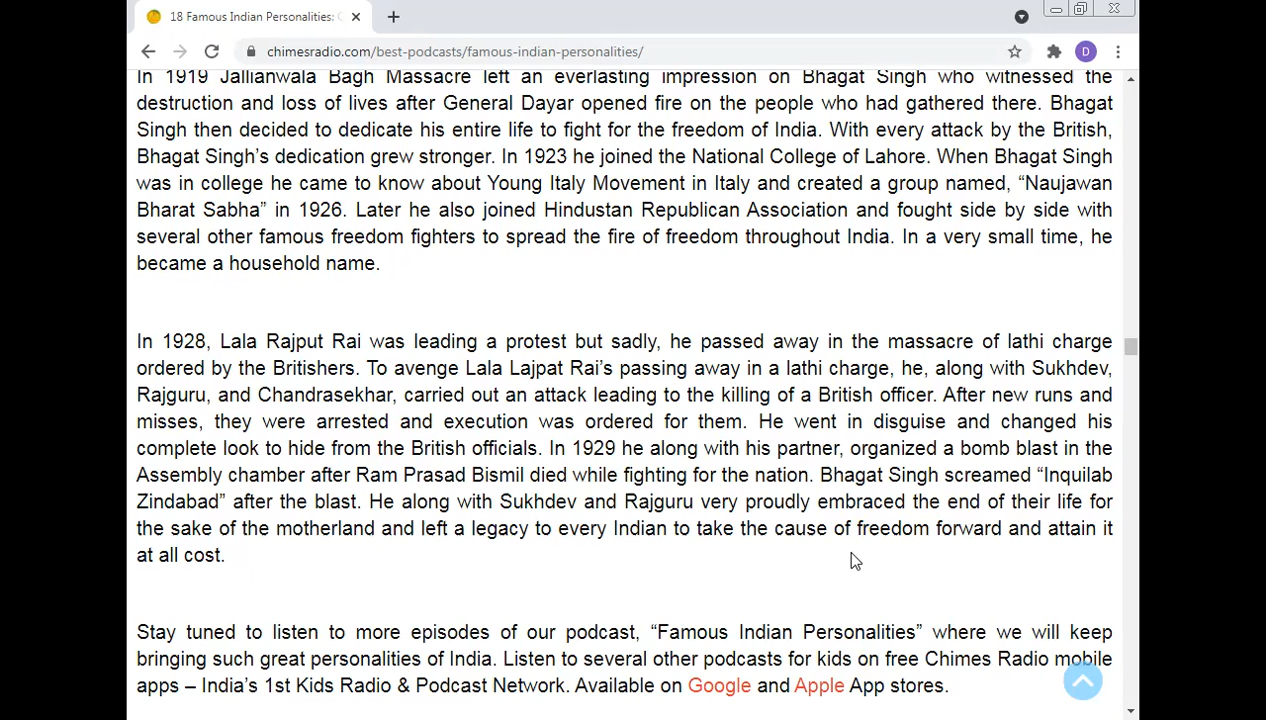 18 Famous Indian Personalities:
chimesradio.com/best-podcasts/famous-indian-personalities/
D
In 1919 Jallianwala Bagh Massacre left an everlasting impression on Bhagat Singh who witnessed the
destruction and loss of lives after General Dayar opened fire on the people who had gathered there. Bhagat
Singh then decided to dedicate his entire life to fight for the freedom of India. With every attack by the British,
Bhagat Singh’s dedication grew stronger. In 1923 he joined the National College of Lahore. When Bhagat Singh
was in college he came to know about Young Italy Movement in Italy and created a group named, “Naujawan
Bharat Sabha” in 1926. Later he also joined Hindustan Republican Association and fought side by side with
several other famous freedom fighters to spread the fire of freedom throughout India. In a very small time, he
became a household name.
In 1928, Lala Rajput Rai was leading a protest but sadly, he passed away in the massacre of lathi charge
ordered by the Britishers. To avenge Lala Lajpat Rai’s passing away in a lathi charge, he, along with Sukhdev,
Rajguru, and Chandrasekhar, carried out an attack leading to the killing of a British officer. After new runs and
misses, they were arrested and execution was ordered for them. He went in disguise and changed his
complete look to hide from the British officials. In 1929 he along with his partner, organized a bomb blast in the
Assembly chamber after Ram Prasad Bismil died while fighting for the nation. Bhagat Singh screamed “Inquilab
Zindabad” after the blast. He along with Sukhdev and Rajguru very proudly embraced the end of their life for
the sake of the motherland and left a legacy to every Indian to take the cause of freedom forward and attain it
at all cost.
Stay tuned to listen to more episodes of our podcast, “Famous Indian Personalities” where we will keep
bringing such great personalities of India. Listen to several other podcasts for kids on free Chimes Radio mobile
apps – India’s 1st Kids Radio & Podcast Network. Available on Google and Apple App stores.